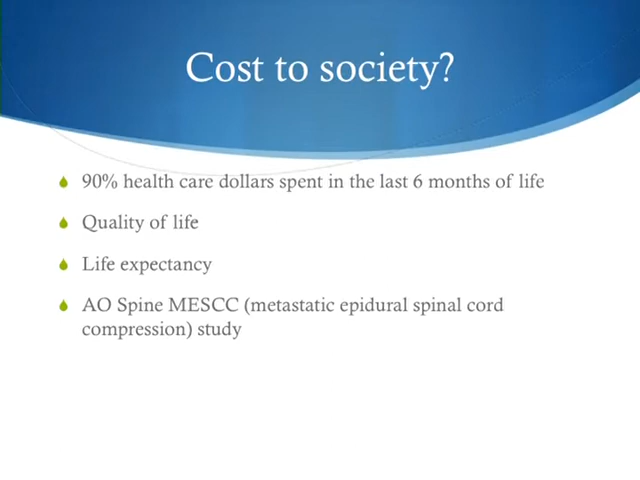 Cost to society?
90% health care dollars spent in the last 6 months of life
Quality of life
Life expectancy
AO Spine MESCC (metastatic epidural spinal cord
compression) study